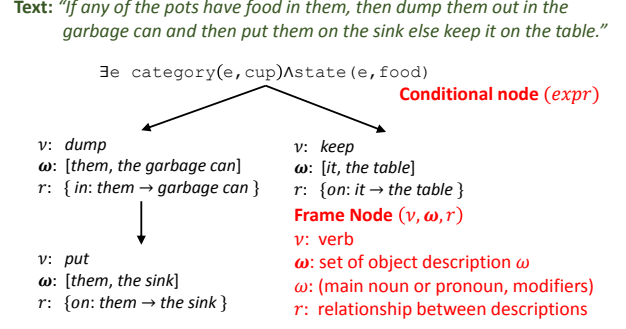 Text: “If any of the pots have food in them, then dump them out in the
garbage can and then put them on the sink else keep it on the table.”
∃e category(e,cup)∧state(e,food)
Conditional node (expr)
ν: dump
ω: [them, the garbage can]
r: { in: them → garbage can }
ν: keep
ω: [it, the table]
r: {on: it → the table }
Frame Node (ν, ω, r)
ν: verb
ω: set of object description ω
ω: (main noun or pronoun, modifiers)
r: relationship between descriptions
ν: put
ω: [them, the sink]
r: {on: them → the sink }